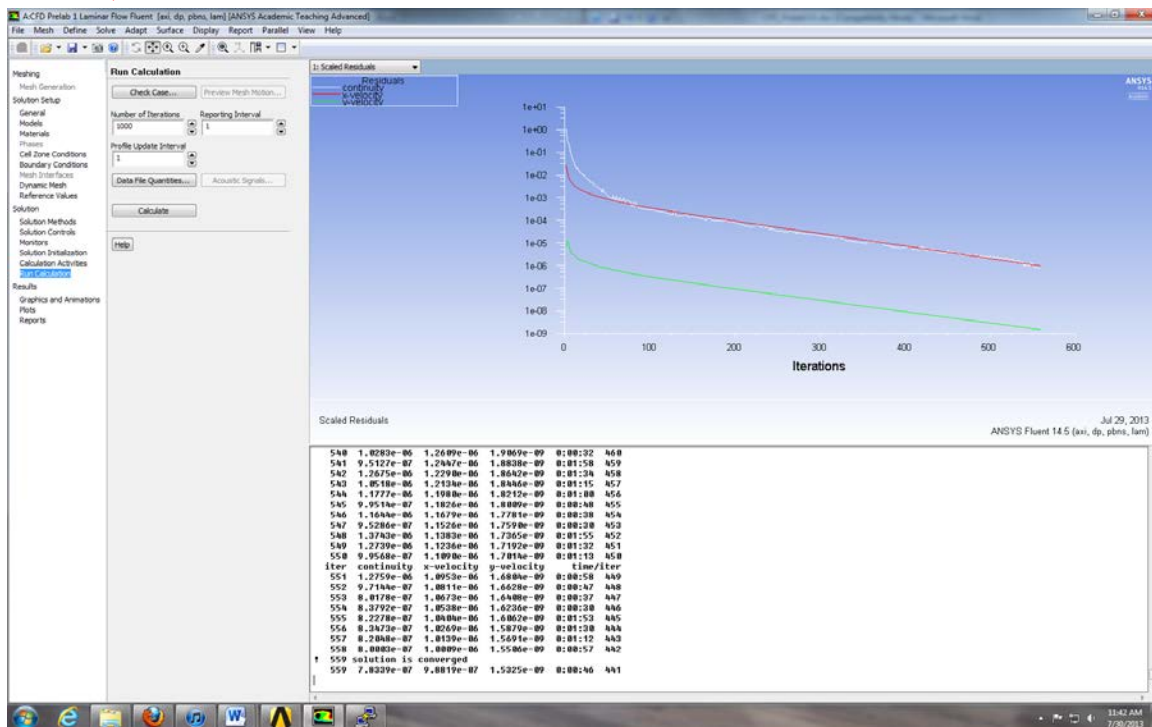 A:CFD Prelab 1 Laminar Flow Fluent [axi, dp, pbns, lam] [ANSYS Academic Teaching Advanced]
File Mesh Define Solve Adapt Surface Display Report Parallel View Help
Meshing
Mesh Generation
Solution Setup
General
Models
Materials
Phases
Cell Zone Conditions
Boundary Conditions
Mesh Interfaces
Dynamic Mesh
Reference Values
Solution
Solution Methods
Solution Controls
Monitors
Solution Initialization
Calculation Activities
Run Calculation
Results
Graphics and Animations
Plots
Reports
Run Calculation
Check Case... Preview Mesh Motion...
Number of Iterations Reporting Interval
1000 1
Profile Update Interval
1
Data File Quantities... Acoustic Signals...
Calculate
Help
1: Scaled Residuals
Residuals
continuity
x-velocity
y-velocity
ANSYS
1e+01
1e+00
1e-01
1e-02
1e-03
1e-04
1e-05
1e-06
1e-07
1e-08
1e-09
0 100 200 300 400 500 600
Iterations
Scaled Residuals
Jul 29, 2013
ANSYS Fluent 14.5 (axi, dp, pbns, lam)
540 1.0283e-06 1.2609e-06 1.9069e-09 0:00:32 460
541 9.5127e-07 1.2447e-06 1.8838e-09 0:01:58 459
542 1.2675e-06 1.2290e-06 1.8642e-09 0:01:34 458
543 1.0518e-06 1.2134e-06 1.8446e-09 0:01:15 457
544 1.1777e-06 1.1980e-06 1.8212e-09 0:01:00 456
545 9.9514e-07 1.1826e-06 1.8009e-09 0:00:48 455
546 1.1644e-06 1.1679e-06 1.7781e-09 0:00:38 454
547 9.5286e-07 1.1526e-06 1.7590e-09 0:00:30 453
548 1.3743e-06 1.1383e-06 1.7365e-09 0:01:55 452
549 1.2739e-06 1.1236e-06 1.7192e-09 0:01:32 451
550 9.9568e-07 1.1090e-06 1.7014e-09 0:01:13 450
iter continuity x-velocity y-velocity time/iter
551 1.2759e-06 1.0953e-06 1.6804e-09 0:00:58 449
552 9.7144e-07 1.0811e-06 1.6628e-09 0:00:47 448
553 8.0178e-07 1.0673e-06 1.6408e-09 0:00:37 447
554 8.3792e-07 1.0538e-06 1.6236e-09 0:00:30 446
555 8.2278e-07 1.0404e-06 1.6062e-09 0:01:53 445
556 8.3473e-07 1.0269e-06 1.5879e-09 0:01:30 444
557 8.2048e-07 1.0139e-06 1.5691e-09 0:01:12 443
558 8.0003e-07 1.0009e-06 1.5506e-09 0:00:57 442
! 559 solution is converged
559 7.8339e-07 9.8819e-07 1.5325e-09 0:00:46 441
11:42 AM
7/30/2013